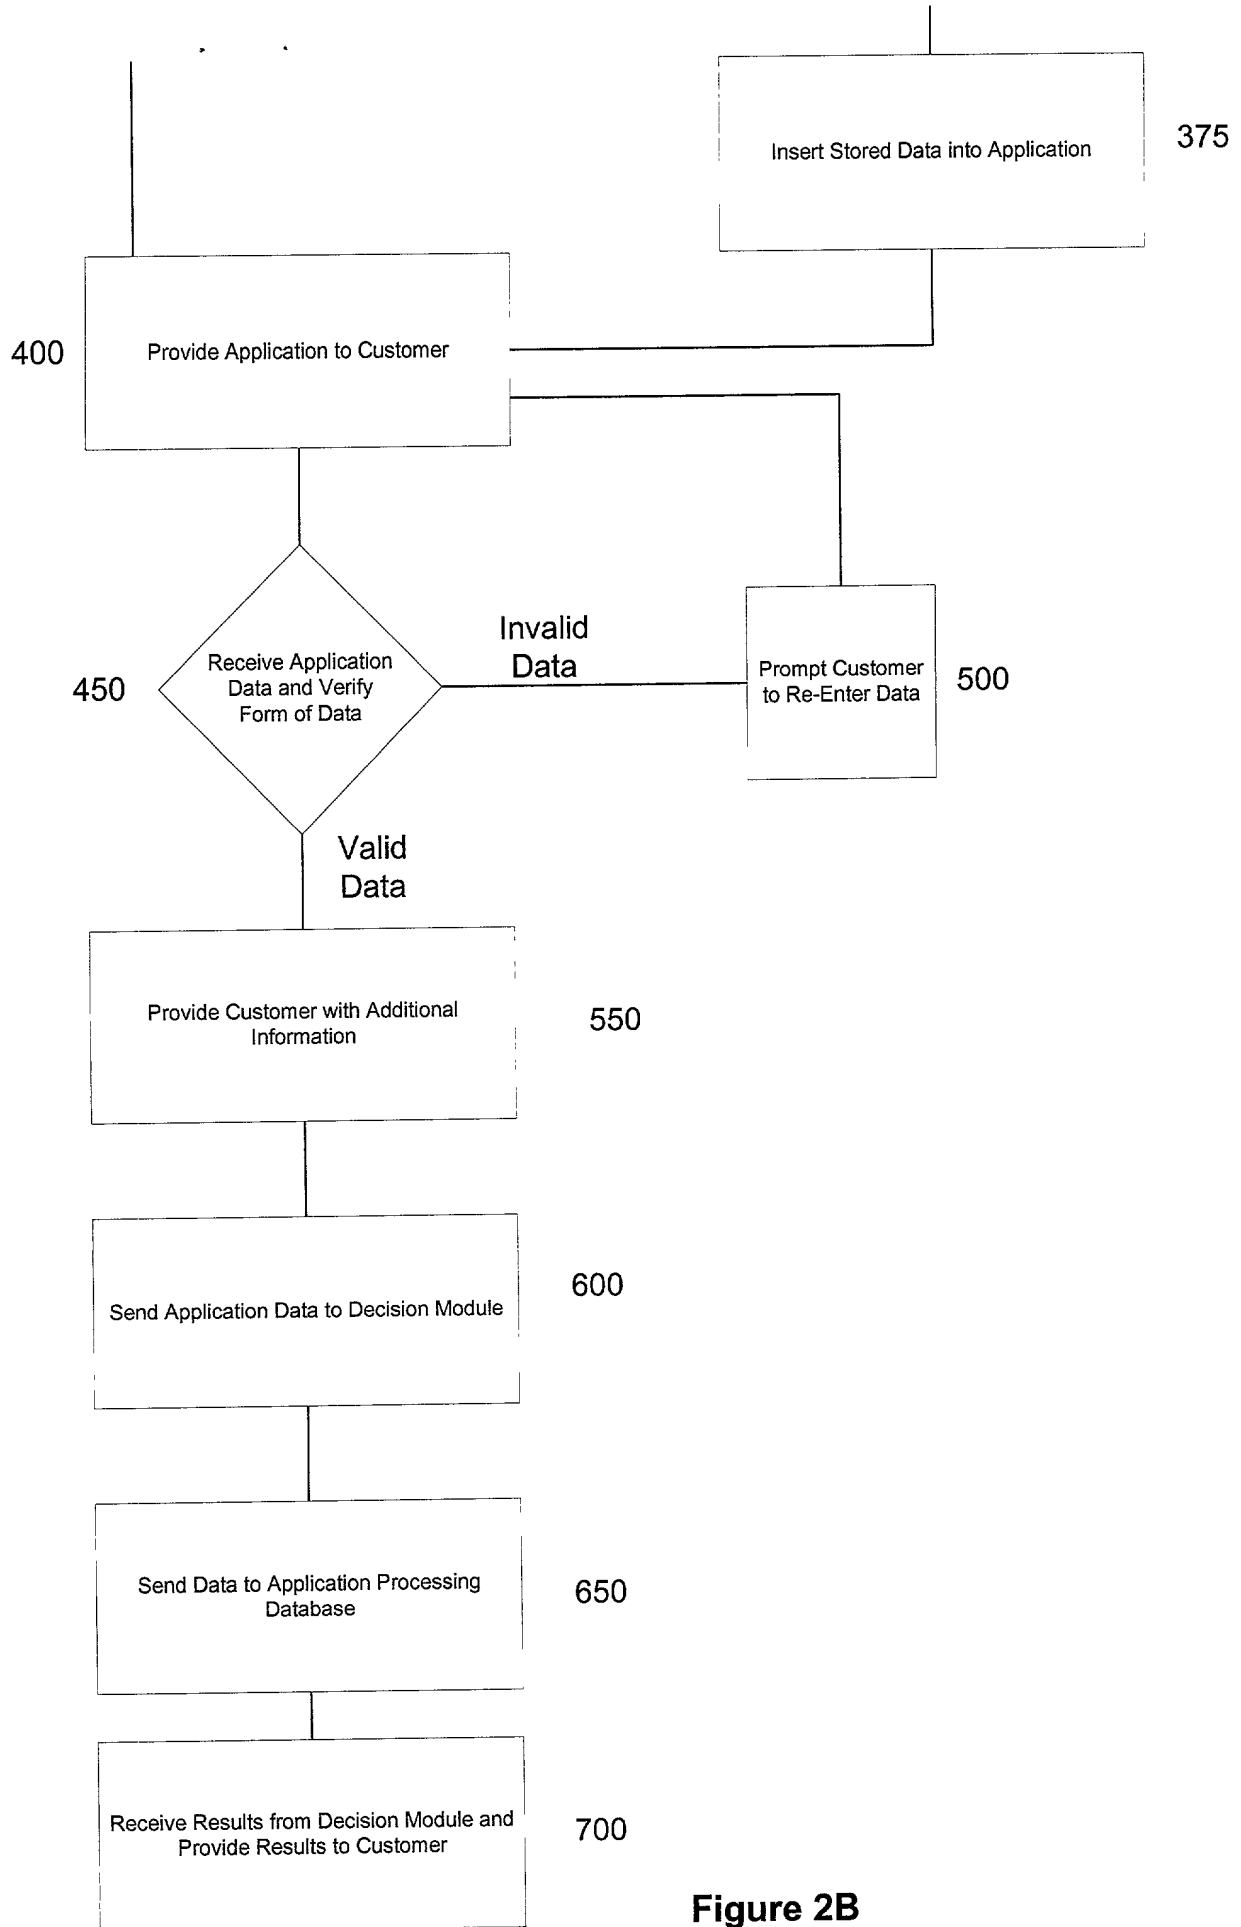 Insert Stored Data into Application
375
400
Provide Application to Customer
Invalid
Data
450
Receive Application
Data and Verify
Form of Data
Prompt Customer
to Re-Enter Data
500
Valid
Data
Provide Customer with Additional
Information
550
Send Application Data to Decision Module
600
Send Data to Application Processing
Database
650
Receive Results from Decision Module and
Provide Results to Customer
700
Figure 2B